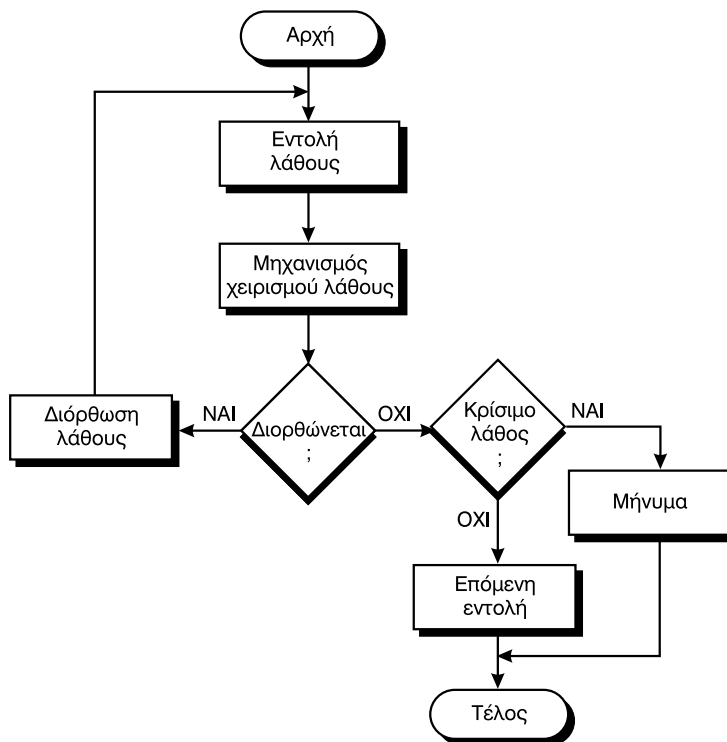 Αρχή
Εντολή
λάθους
Μηχανισμός
χειρισμού λάθους
Διόρθωση
λάθους
ΝΑΙ
Διορθώνεται
;
ΟΧΙ
Κρίσιμο
λάθος
;
ΝΑΙ
Μήνυμα
ΟΧΙ
Επόμενη
εντολή
Τέλος